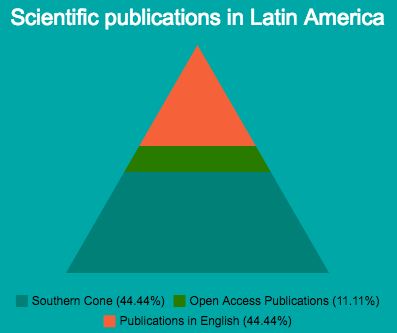 Scientific publications in Latin America
Southern Cone (44.44%) Open Access Publications (11.11%)
Publications in English (44.44%)